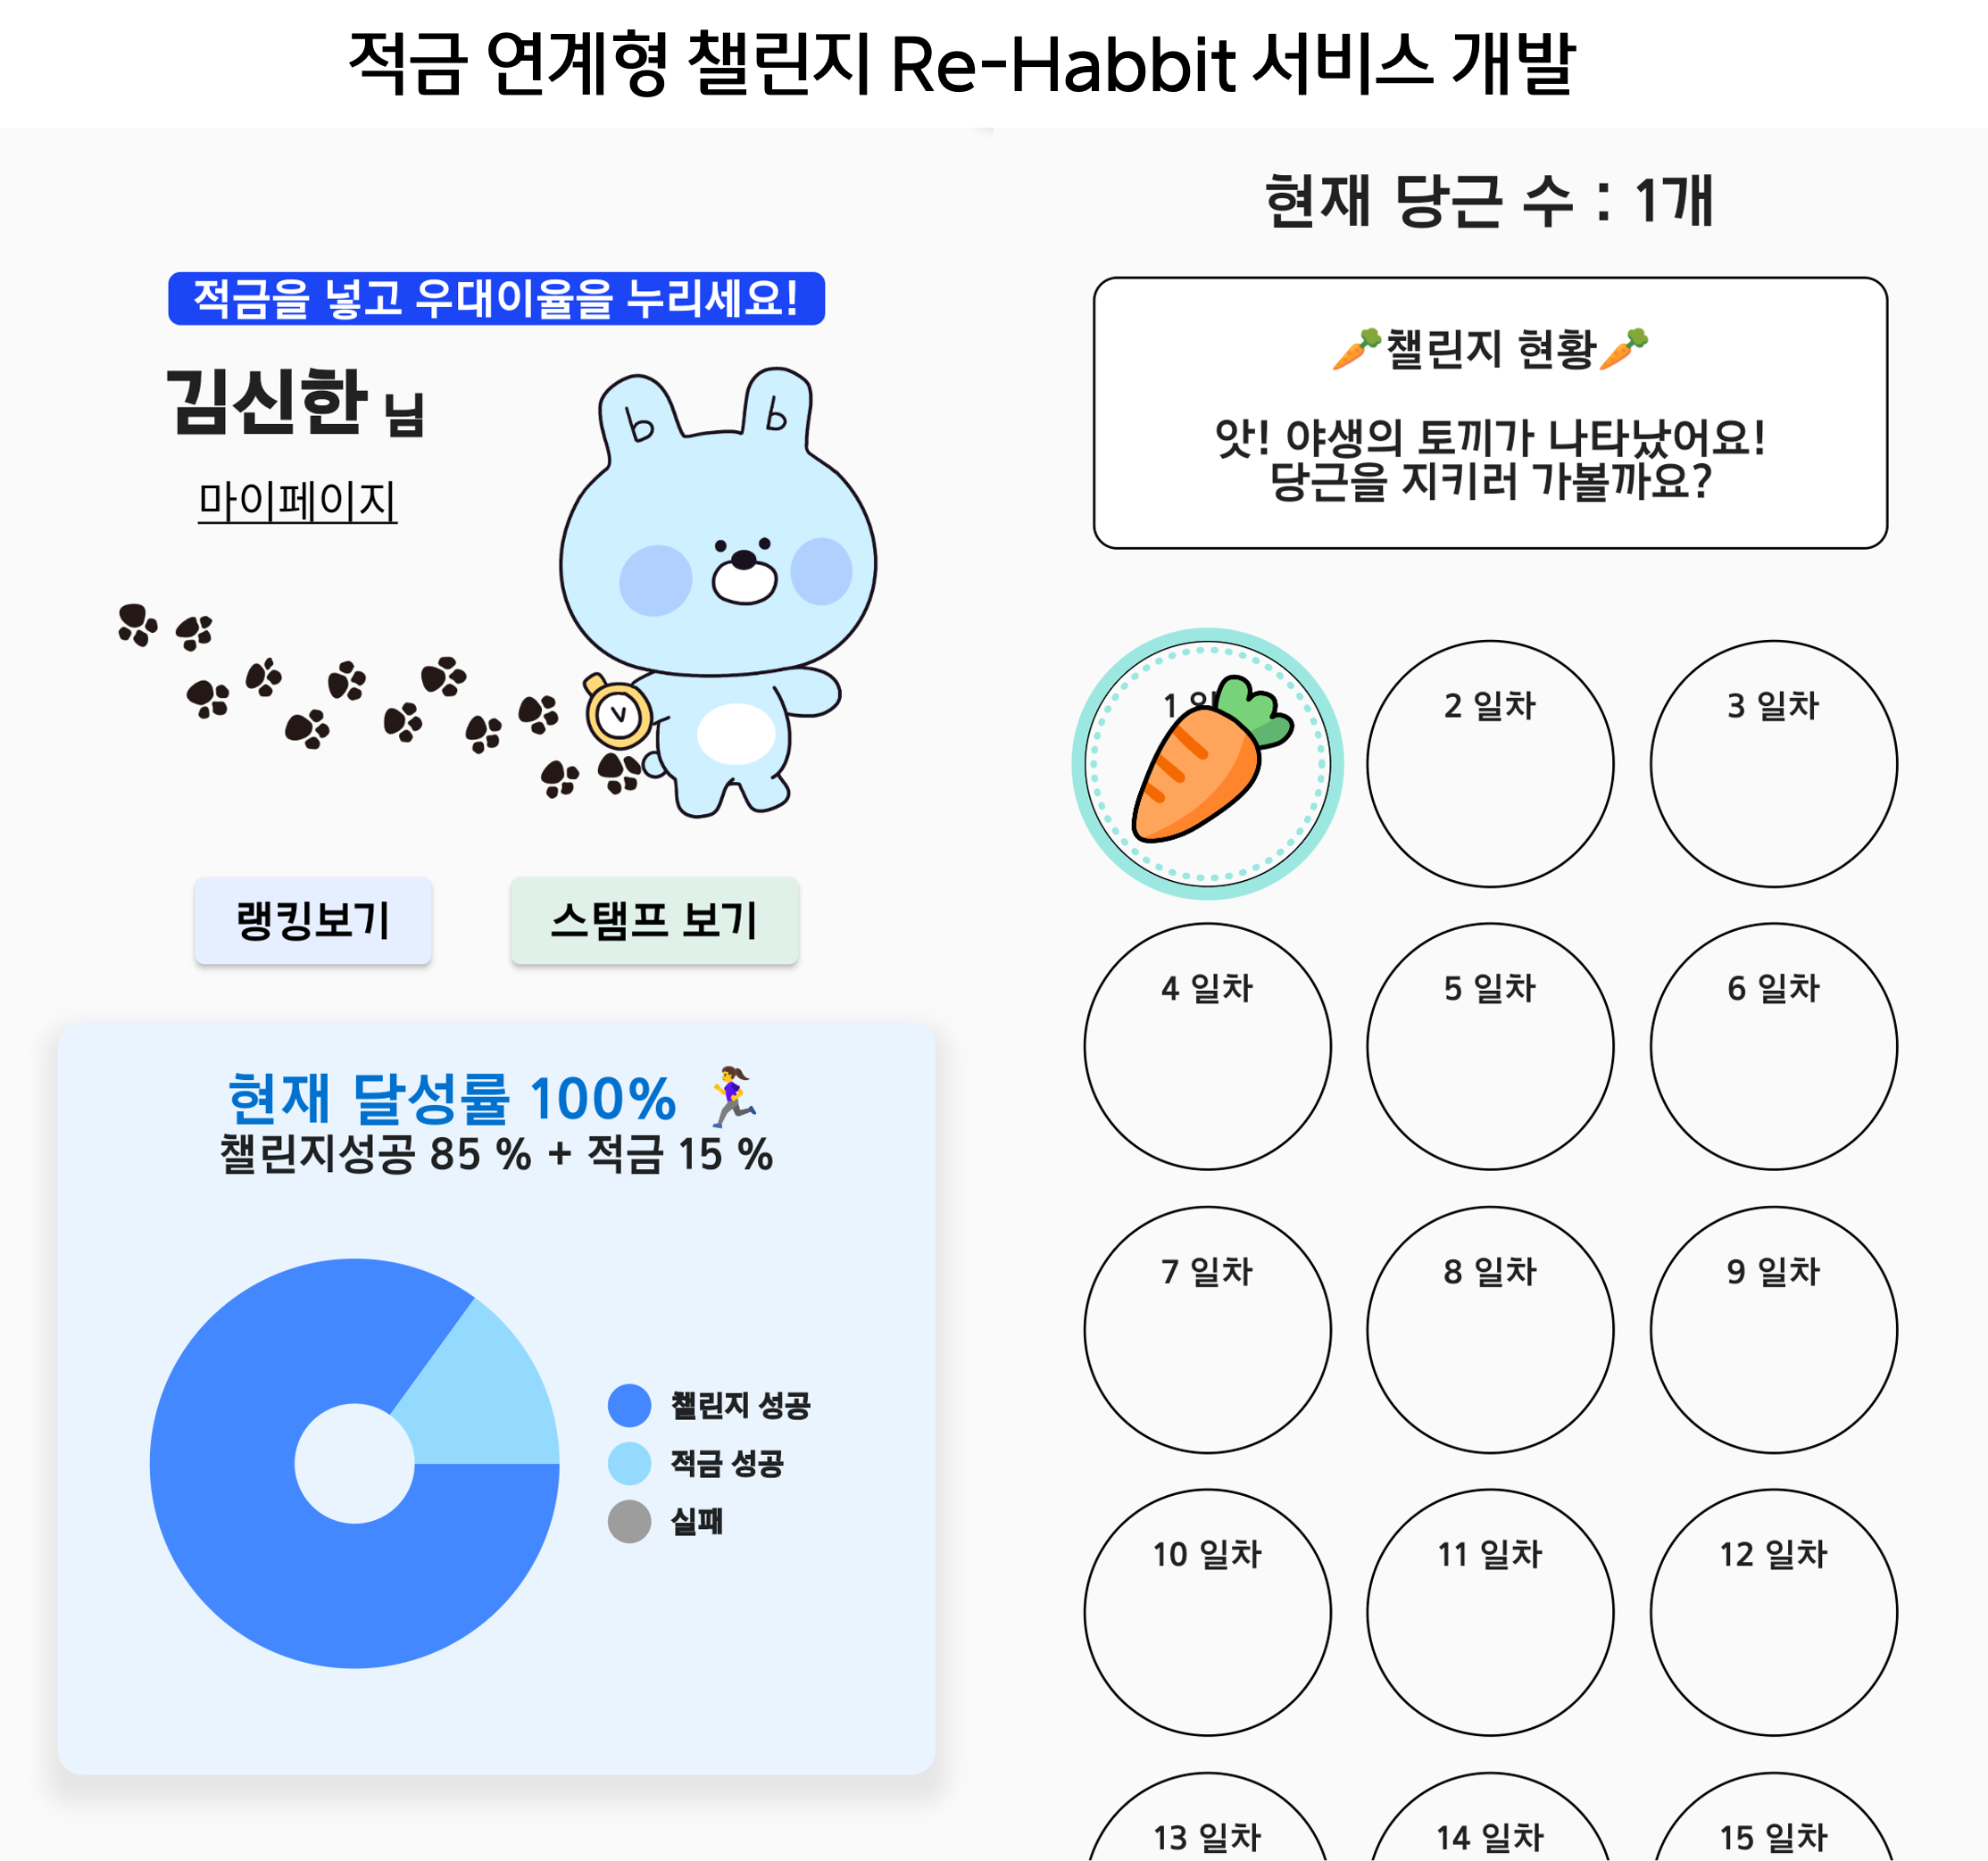 적금 연계형 챌린지 Re-Habbit 서비스 개발
적금을 넣고 우대이율을 누리세요!
김신한 님
마이페이지
b b
랭킹보기
스탬프 보기
현재 달성률 100%
챌린지성공 85 % + 적금 15 %
챌린지 성공
적금 성공
실패
현재 당근 수 : 1개
챌린지 현황
앗! 야생의 토끼가 나타났어요!
당근을 지키러 가볼까요?
1
2 일차
3 일차
4 일차
5 일차
6 일차
7 일차
8 일차
9 일차
10 일차
11 일차
12 일차
13 일차
14 일차
15 일차